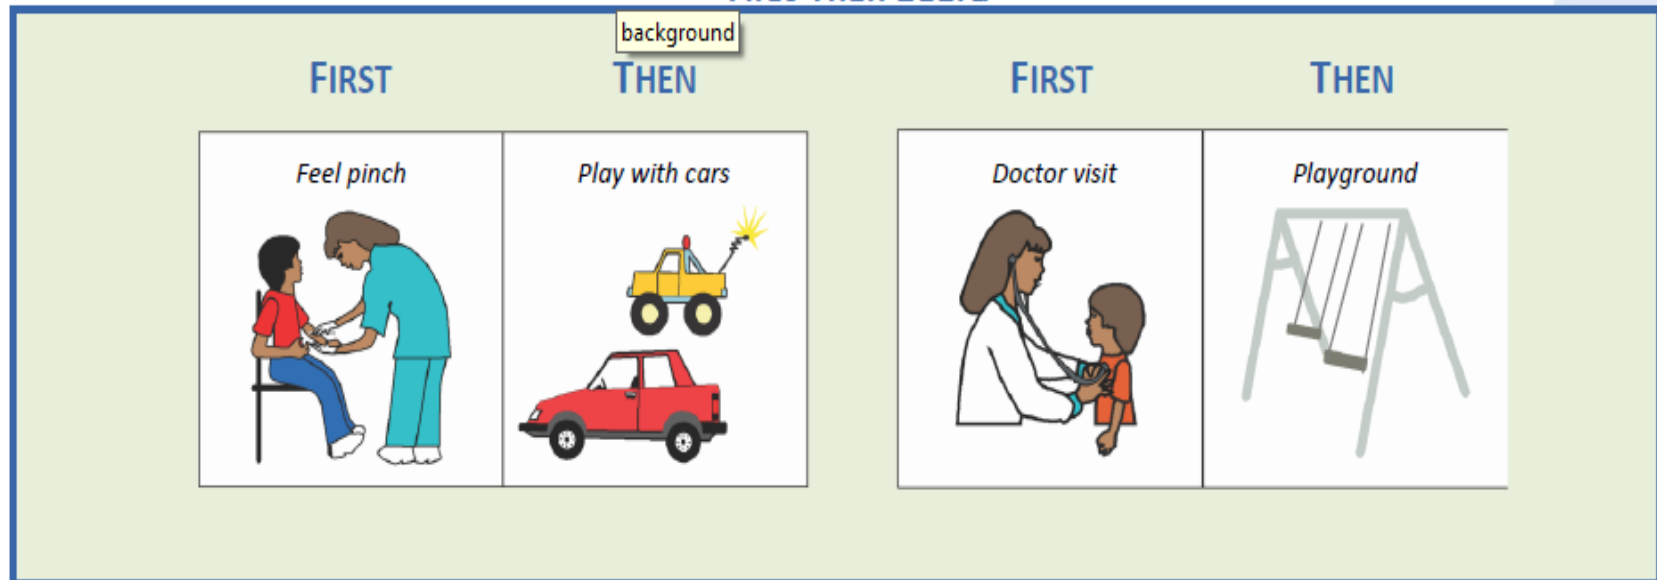 background
FIRST THEN FIRST THEN
Feel pinch Play with cars Doctor visit Playground